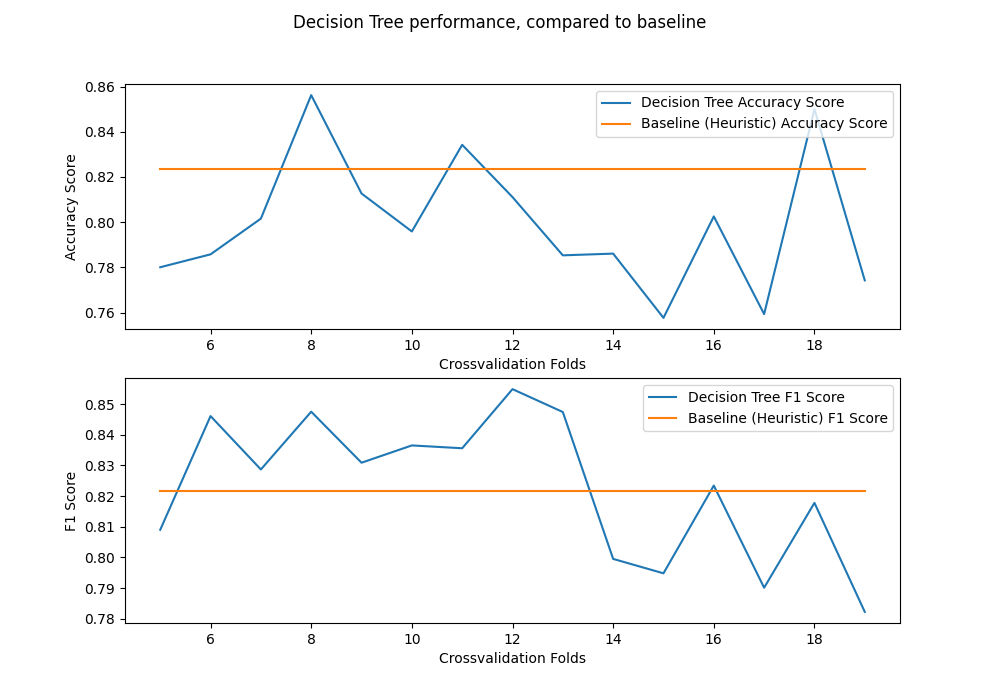 Decision Tree performance, compared to baseline
0.86
0.84
0.82
0.80
0.78
0.76
Accuracy Score
Decision Tree Accuracy Score
Baseline (Heuristic) Accuracy Score
6 8 10 12 14 16 18
Crossvalidation Folds
0.85
0.84
0.83
0.82
0.81
0.80
0.79
0.78
F1 Score
Decision Tree F1 Score
Baseline (Heuristic) F1 Score
6 8 10 12 14 16 18
Crossvalidation Folds